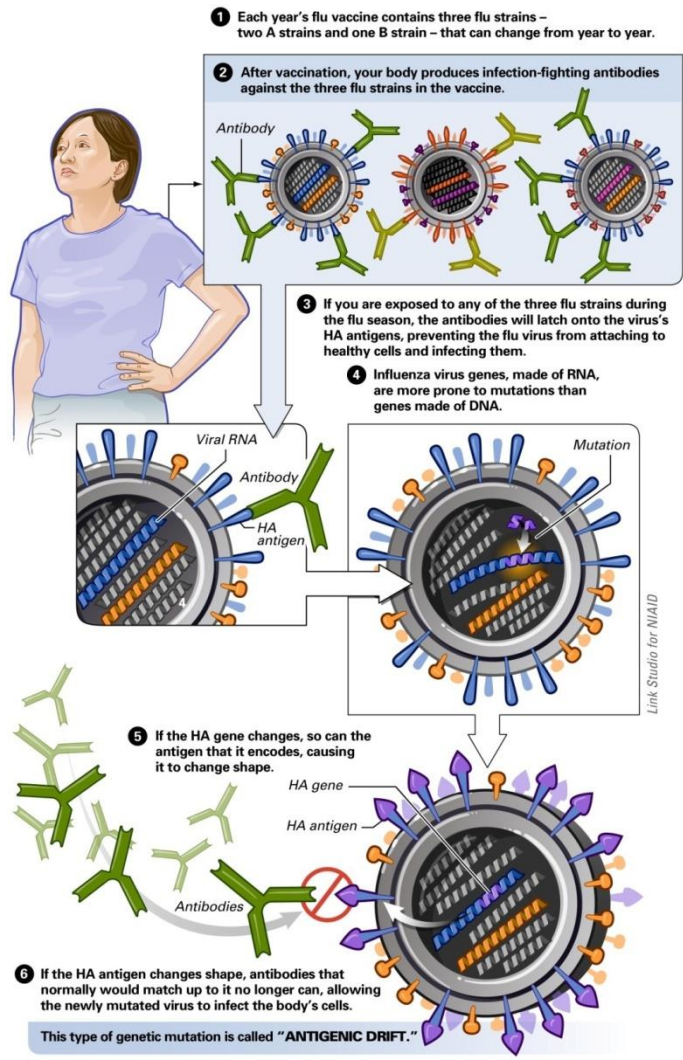 1 Each year's flu vaccine contains three flu strains –
two A strains and one B strain – that can change from year to year.
2 After vaccination, your body produces infection-fighting antibodies
against the three flu strains in the vaccine.
Antibody
3 If you are exposed to any of the three flu strains during
the flu season, the antibodies will latch onto the virus's
HA antigens, preventing the flu virus from attaching to
healthy cells and infecting them.
4 Influenza virus genes, made of RNA,
are more prone to mutations than
genes made of DNA.
Viral RNA
Antibody
HA
antigen
4
Mutation
Link Studio for NIAID
5 If the HA gene changes, so can the
antigen that it encodes, causing
it to change shape.
HA gene
HA antigen
Antibodies
6 If the HA antigen changes shape, antibodies that
normally would match up to it no longer can, allowing
the newly mutated virus to infect the body's cells.
This type of genetic mutation is called "ANTIGENIC DRIFT."